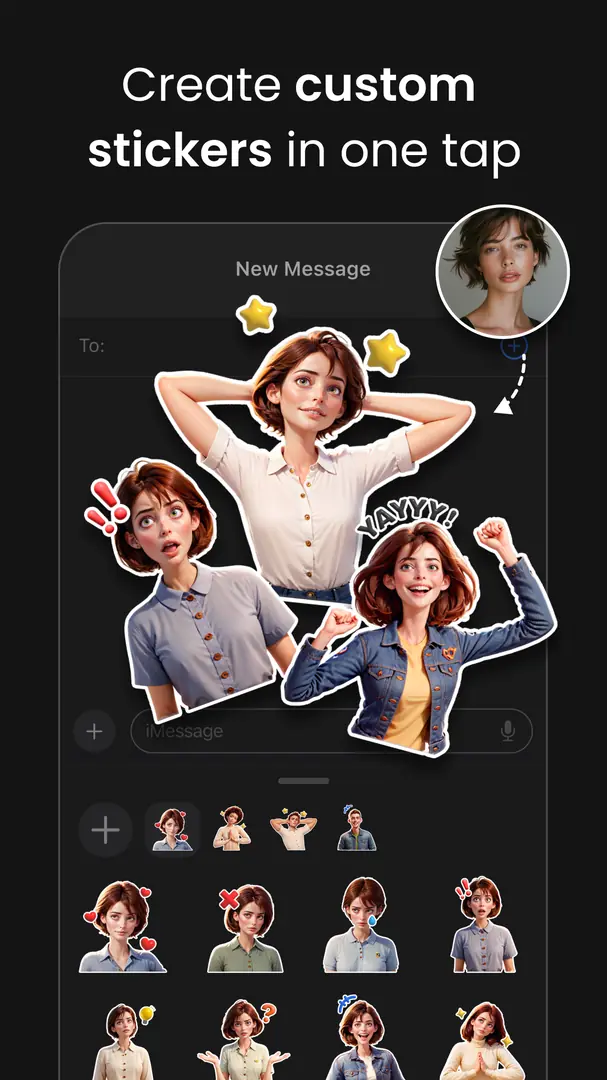 Create custom
stickers in one tap
New Message
To:
YAYYY!
iMessage